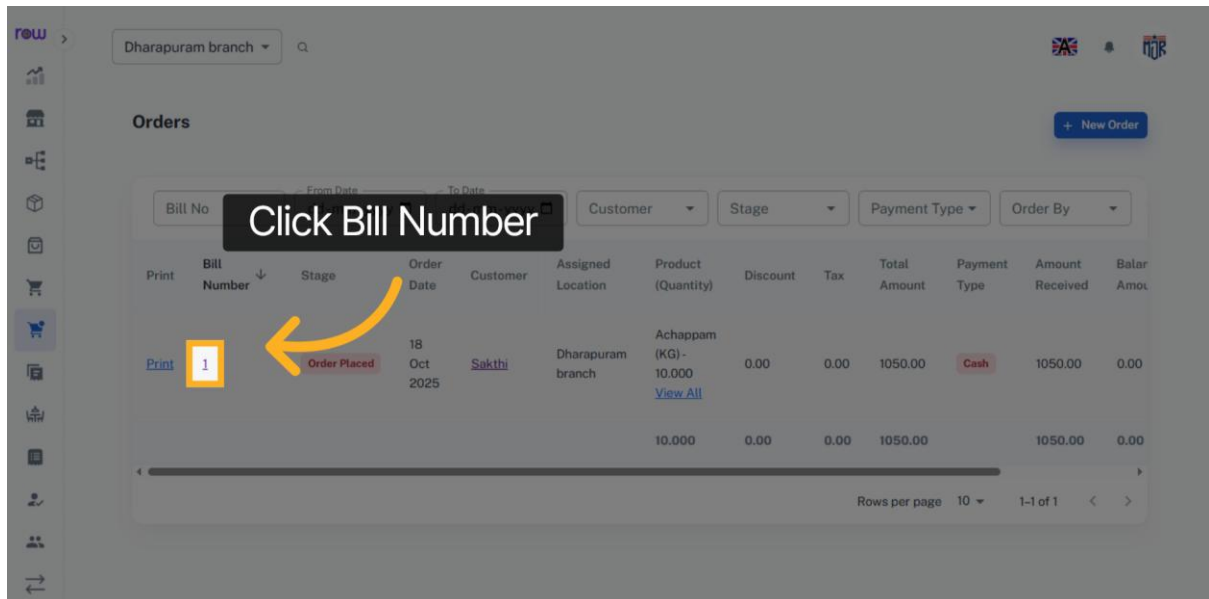 row
Dharapuram branch
A
MJR
Orders
+ New Order
Bill No
From Date
To Date
Customer
Stage
Payment Type
Order By
Click Bill Number
Print
Bill Number
Stage
Order Date
Customer
Assigned Location
Product (Quantity)
Discount
Tax
Total Amount
Payment Type
Amount Received
Print
1
Order Placed
18 Oct 2025
Sakthi
Dharapuram branch
Achappam (KG) - 10.000
View All
0.00
0.00
1050.00
Cash
1050.00
0.00
10.000
0.00
0.00
1050.00
1050.00
0.00
Rows per page
10
1–1 of 1